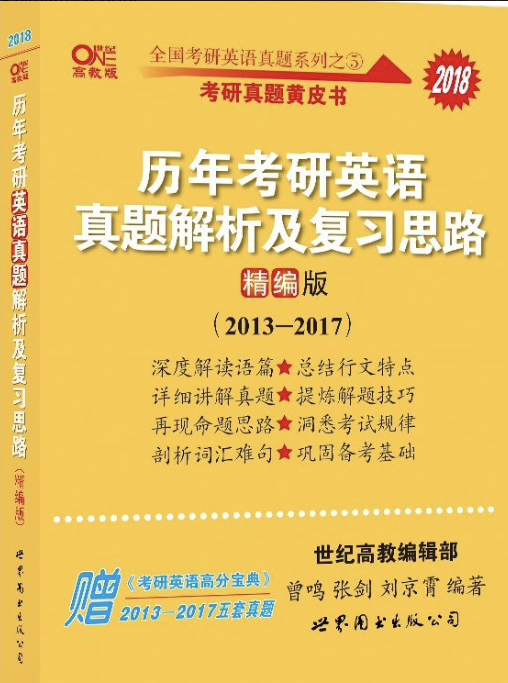 2018
世纪
ONE
高教版
历年考研英语真题解析及复习思路
(精编版)
世界图书出版公司
世纪
ONE
高教版
全国考研英语真题系列之⑤
考研真题黄皮书
2018
历年考研英语
真题解析及复习思路
精编版
(2013—2017)
深度解读语篇★总结行文特点
详细讲解真题★提炼解题技巧
再现命题思路★洞悉考试规律
剖析词汇难句★巩固备考基础
赠
《考研英语高分宝典》
2013—2017五套真题
世纪高教编辑部
曾鸣 张剑 刘京霄 编著
世界图书出版公司